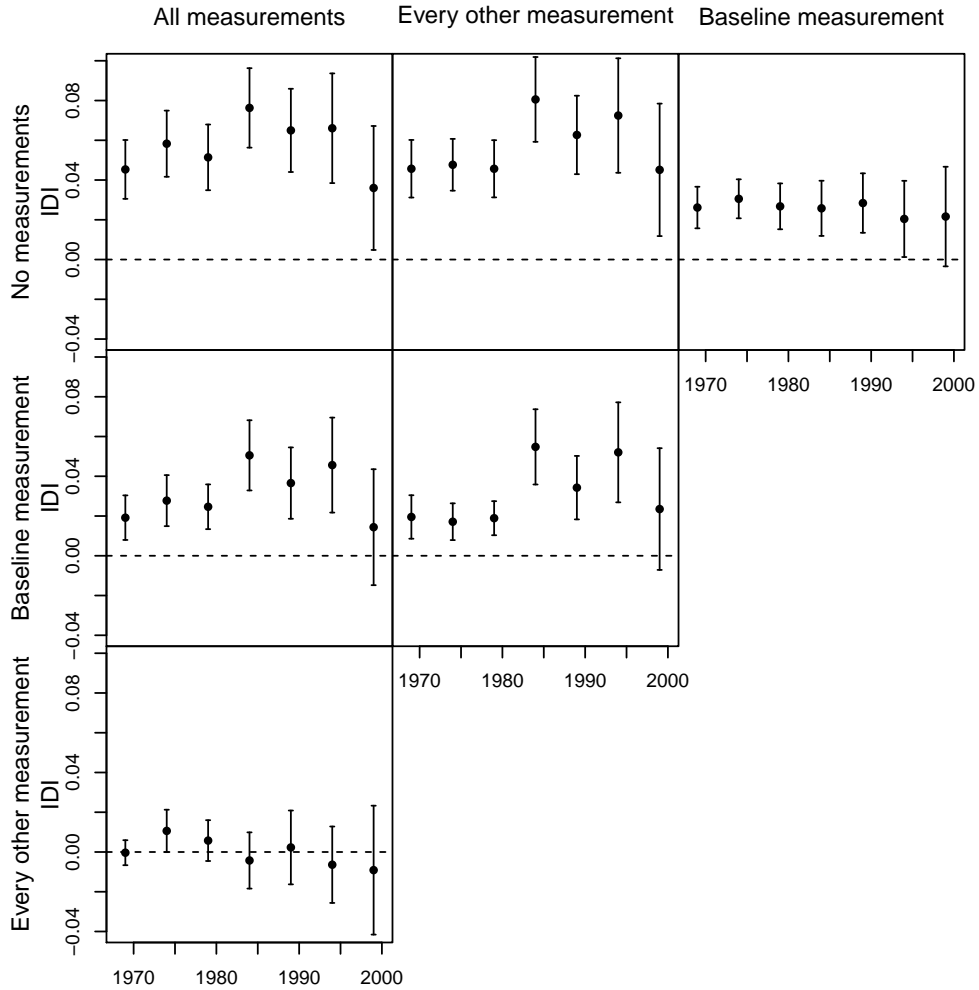 All measurements
Every other measurement
Baseline measurement
No measurements
IDI
0.08
0.04
0.00
−0.04
1970
1980
1990
2000
Baseline measurement
IDI
0.08
0.04
0.00
−0.04
1970
1980
1990
2000
Every other measurement
IDI
0.08
0.04
0.00
−0.04
1970
1980
1990
2000